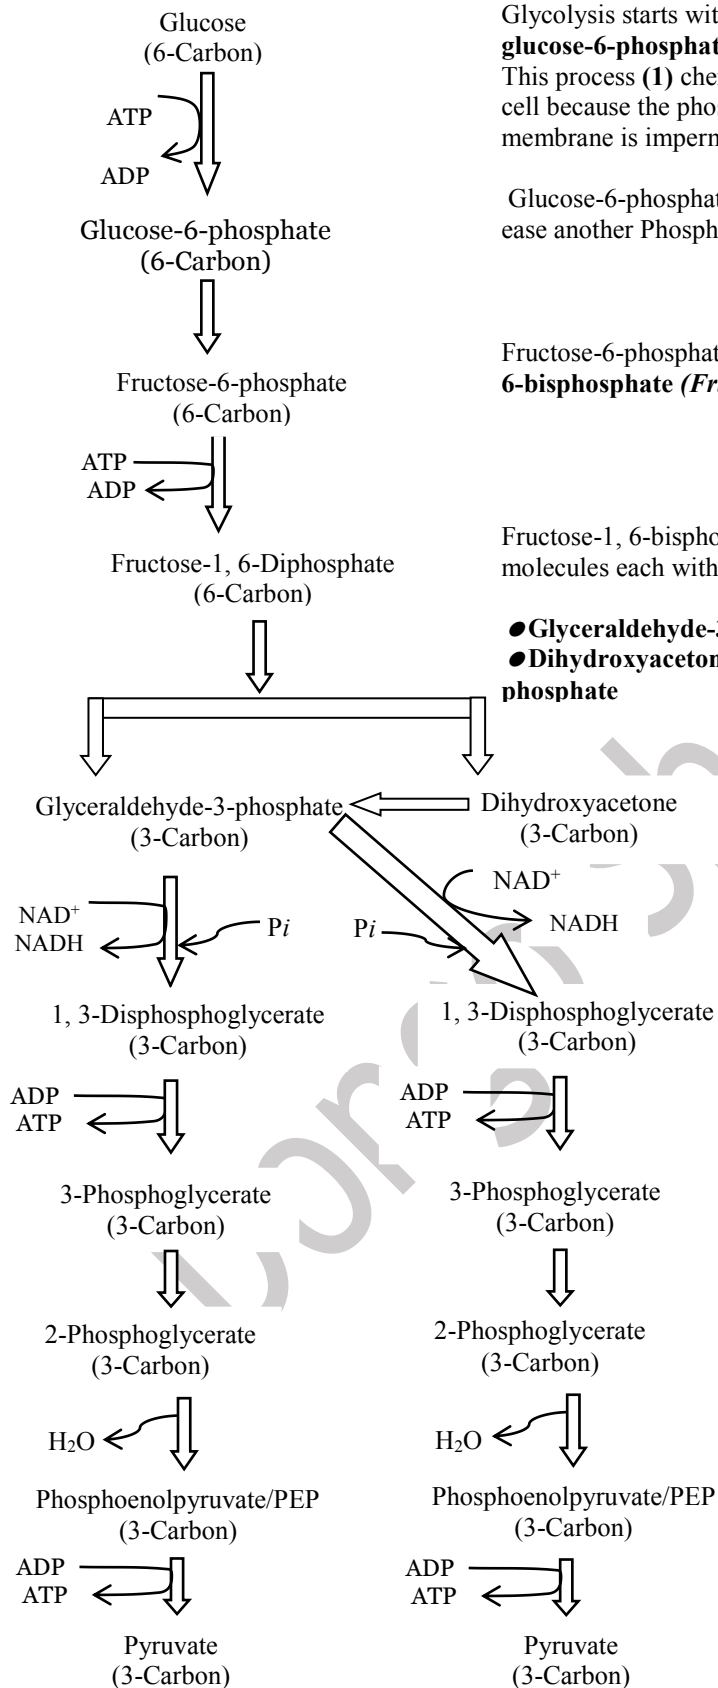 Glucose
(6-Carbon)
ATP
ADP
Glucose-6-phosphate
(6-Carbon)
Fructose-6-phosphate
(6-Carbon)
ATP
ADP
Fructose-1, 6-Diphosphate
(6-Carbon)
Glycolysis starts wit
glucose-6-phosphat
This process (1) che
cell because the pho
membrane is imperm
Glucose-6-phosphat
ease another Phosph
Fructose-6-phosphat
6-bisphosphate (Fr
Fructose-1, 6-bispho
molecules each with
●Glyceraldehyde-3
●Dihydroxyaceton
phosphate
Glyceraldehyde-3-phosphate
(3-Carbon)
Dihydroxyacetone
(3-Carbon)
NAD⁺
NADH
Pi
Pi
NAD⁺
NADH
1, 3-Disphosphoglycerate
(3-Carbon)
1, 3-Disphosphoglycerate
(3-Carbon)
ADP
ATP
ADP
ATP
3-Phosphoglycerate
(3-Carbon)
3-Phosphoglycerate
(3-Carbon)
2-Phosphoglycerate
(3-Carbon)
2-Phosphoglycerate
(3-Carbon)
H₂O
H₂O
Phosphoenolpyruvate/PEP
(3-Carbon)
Phosphoenolpyruvate/PEP
(3-Carbon)
ADP
ATP
ADP
ATP
Pyruvate
(3-Carbon)
Pyruvate
(3-Carbon)